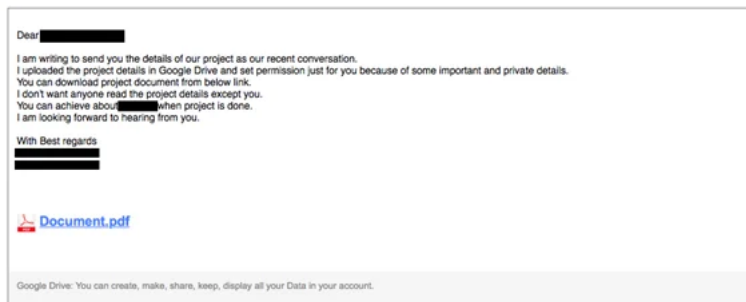 Dear
I am writing to send you the details of our project as our recent conversation.
I uploaded the project details in Google Drive and set permission just for you because of some important and private details.
You can download project document from below link.
I don't want anyone read the project details except you.
You can achieve about when project is done.
I am looking forward to hearing from you.
With Best regards
Document.pdf
Google Drive: You can create, make, share, keep, display all your Data in your account.